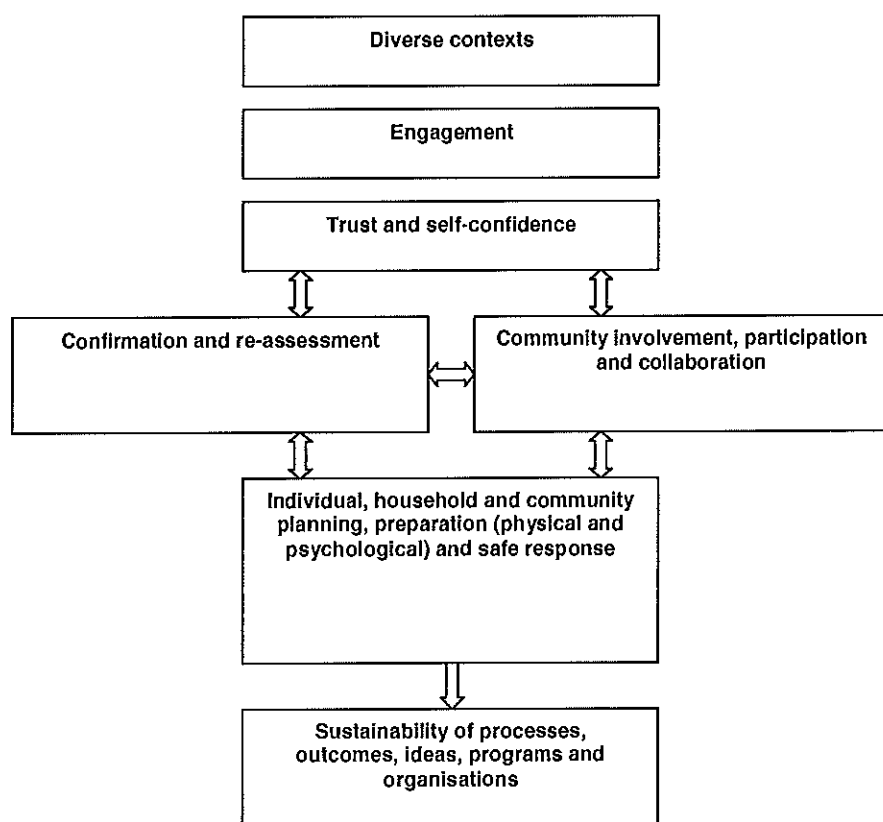 Diverse contexts
Engagement
Trust and self-confidence
Confirmation and re-assessment
Community involvement, participation
and collaboration
Individual, household and community
planning, preparation (physical and
psychological) and safe response
Sustainability of processes,
outcomes, ideas, programs and
organisations